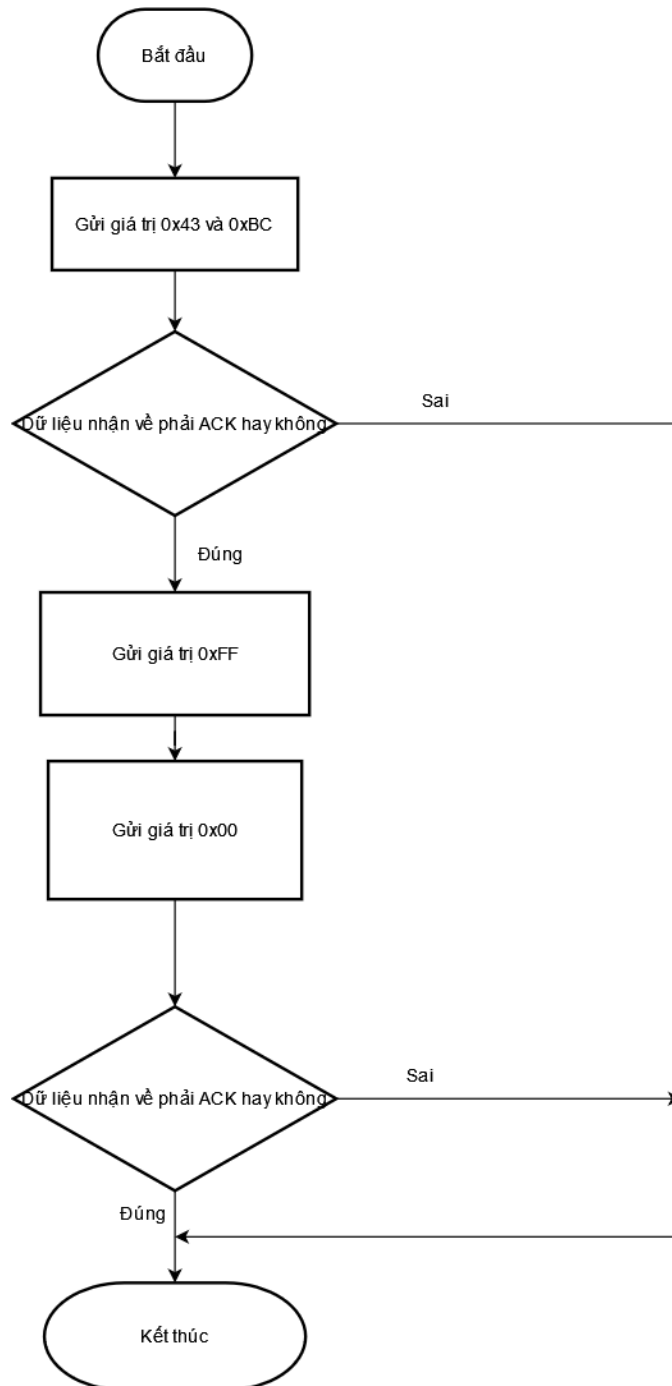 Bắt đầu
Gửi giá trị 0x43 và 0xBC
Dữ liệu nhận về phải ACK hay không
Sai
Đúng
Gửi giá trị 0xFF
Gửi giá trị 0x00
Dữ liệu nhận về phải ACK hay không
Sai
Đúng
Kết thúc